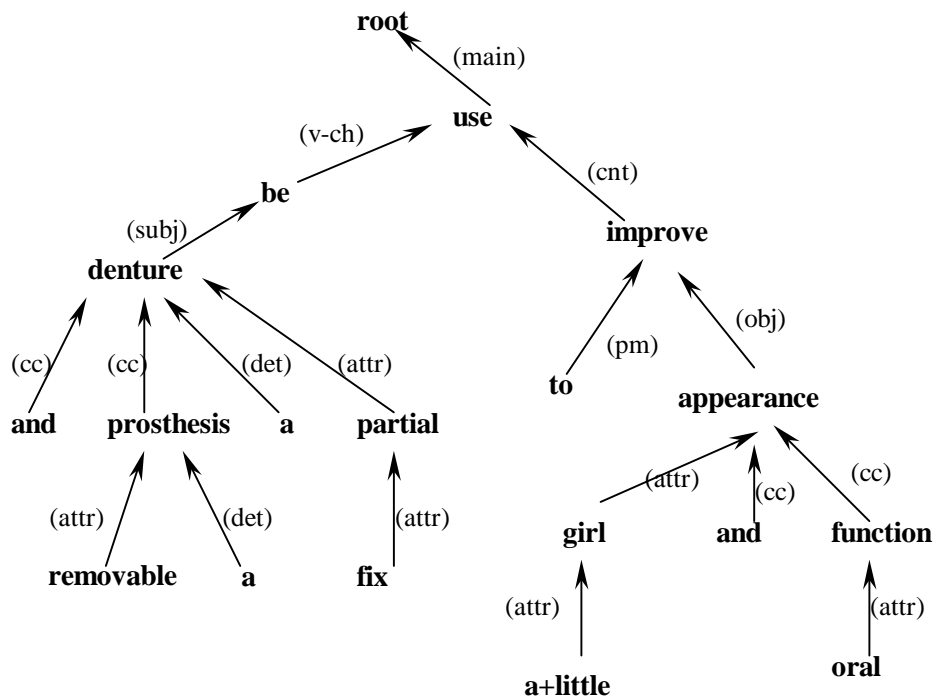 root
(main)
use
(v-ch)
(cnt)
be
improve
(subj)
denture
(obj)
(cc) (cc) (det) (attr) (pm)
to
appearance
and prosthesis a partial
(attr) (cc) (cc)
(attr) (det) (attr)
girl and function
removable a fix
(attr) (attr)
oral
a+little